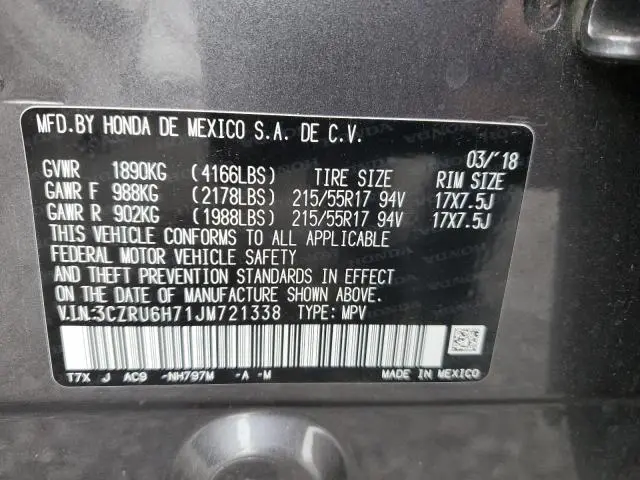 MFD.BY HONDA DE MEXICO S.A. DE C.V.
03/'18
GVWR 1890KG (4166LBS) TIRE SIZE RIM SIZE
GAWR F 988KG (2178LBS) 215/55R17 94V 17X7.5J
GAWR R 902KG (1988LBS) 215/55R17 94V 17X7.5J
THIS VEHICLE CONFORMS TO ALL APPLICABLE
FEDERAL MOTOR VEHICLE SAFETY
AND THEFT PREVENTION STANDARDS IN EFFECT
ON THE DATE OF MANUFACTURE SHOWN ABOVE.
V.I.N:3CZRU6H71JM721338 TYPE: MPV
T7X J AC9 -NH797M -A -M MADE IN MEXICO